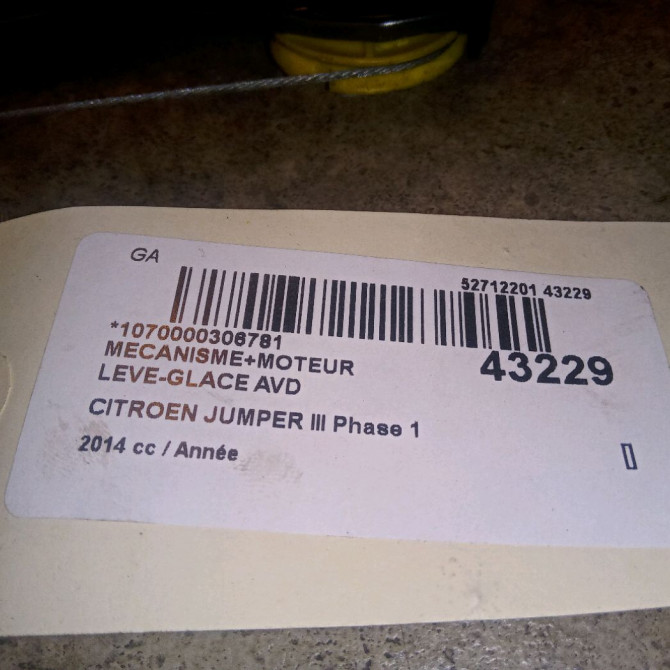 GA
52712201 43229
*1070000306781
43229
MECANISME+MOTEUR
LEVE-GLACE AVD
CITROEN JUMPER III Phase 1
2014 cc / Année